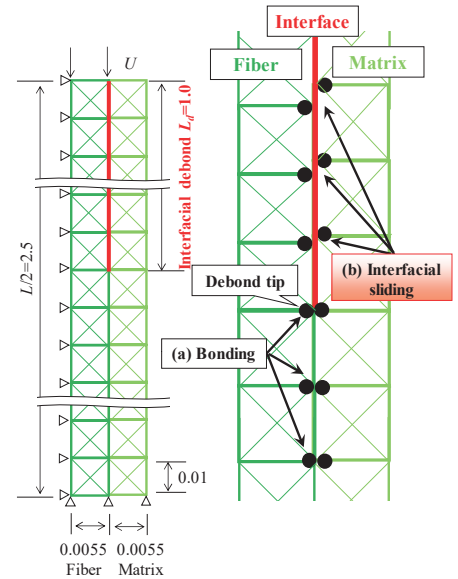 U
L/2=2.5
Interfacial debond L_d=1.0
0.01
0.0055 0.0055
Fiber Matrix
Interface
Fiber
Matrix
Debond tip
(b) Interfacial
sliding
(a) Bonding